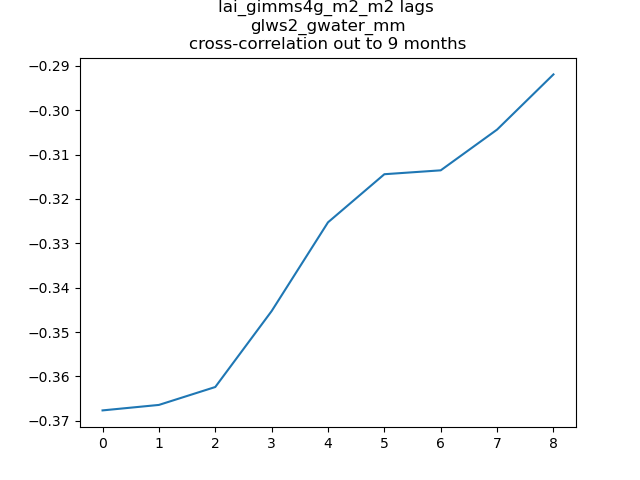 lai_gimms4g_m2_m2 lags
glws2_gwater_mm
cross-correlation out to 9 months
−0.29
−0.30
−0.31
−0.32
−0.33
−0.34
−0.35
−0.36
−0.37
0 1 2 3 4 5 6 7 8